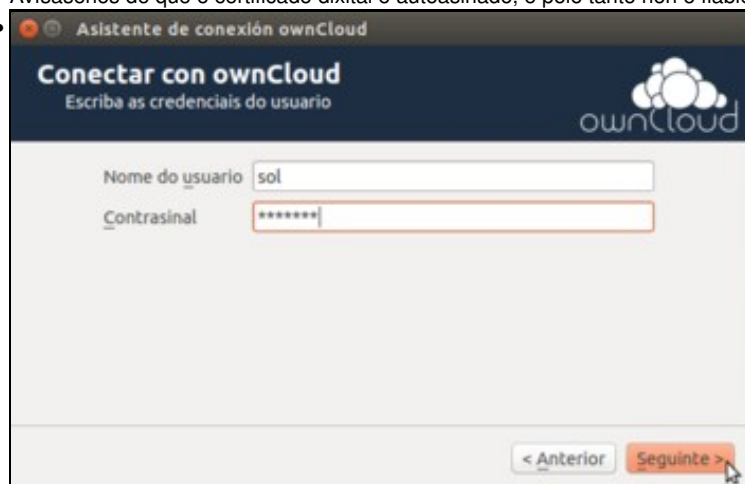 Avisaonos de que o certificado dixital é autoasinado, e polo tanto non é fiable
Asistente de conexión ownCloud
Conectar con ownCloud
Escriba as credenciais do usuario
ownCloud
Nome do usuario sol
Contrasinal *******
< Anterior Seguinte >